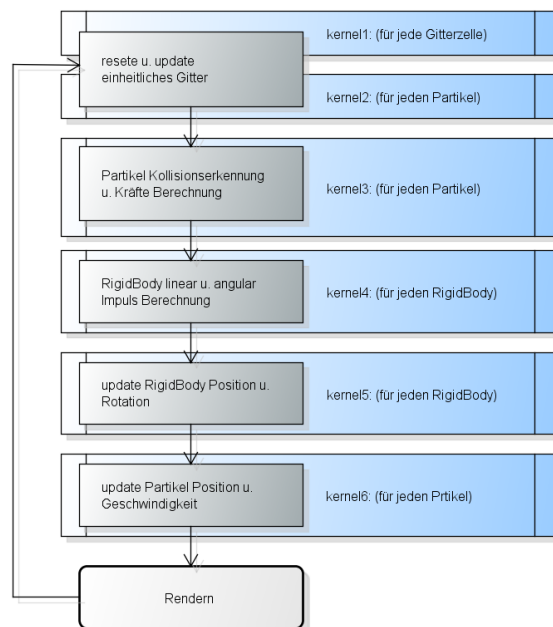 kernel1: (für jede Gitterzelle)
resete u. update
einheitliches Gitter
kernel2: (für jeden Partikel)
Partikel Kollisionserkennung
u. Kräfte Berechnung
kernel3: (für jeden Partikel)
RigidBody linear u. angular
Impuls Berechnung
kernel4: (für jeden RigidBody)
update RigidBody Position u.
Rotation
kernel5: (für jeden RigidBody)
update Partikel Position u.
Geschwindigkeit
kernel6: (für jeden Prtikel)
Rendern